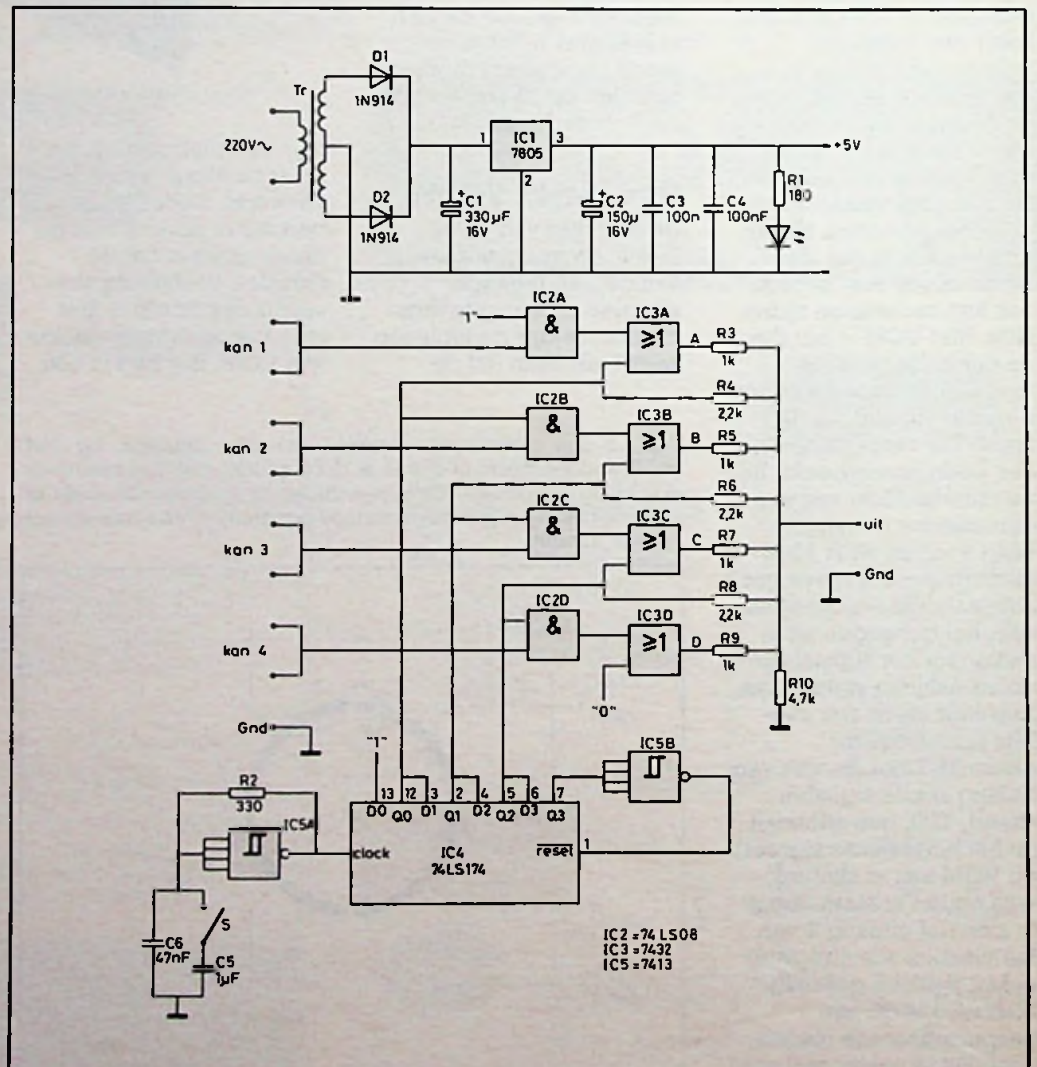 D1
1N914
Tr
220V~
D2
1N914
1
IC1
7805
3
2
+
C1
330µF
16V
+
C2
150µ
16V
C3
100n
C4
100nF
+5V
R1
180
IC2A
"1"
&
IC3A
≥1
A
R3
1k
kan 1
R4
2,2k
IC2B
&
IC3B
≥1
B
R5
1k
kan 2
R6
2,2k
IC2C
&
IC3C
≥1
C
R7
1k
uit
kan 3
Gnd
R8
2,2k
IC2D
&
IC3D
≥1
D
R9
1k
kan 4
"0"
R10
4,7k
Gnd
"1"
IC5B
R2
330
IC5A
13 12 3 2 4 5 6 7
D0 Q0 D1 Q1 D2 Q2 D3 Q3
clock
IC4
74LS174
reset
1
S
C6
47nF
C5
1µF
IC2 = 74LS08
IC3 = 7432
IC5 = 7413